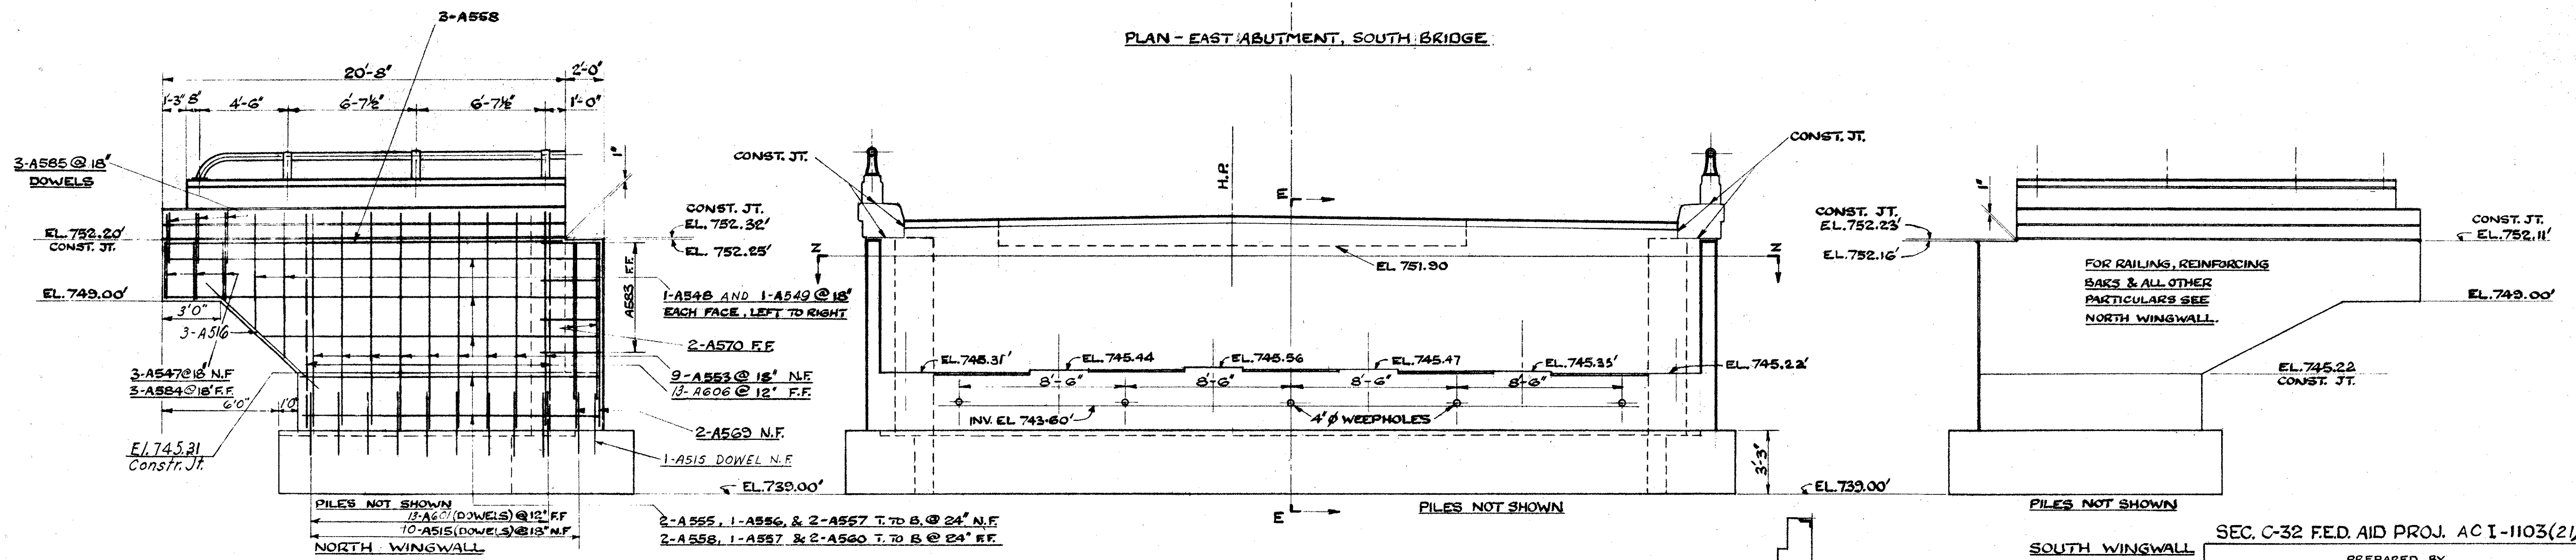 PLAN - EAST ABUTMENT, SOUTH BRIDGE
3-A558
20'-8"
2'-0"
1'-3"
8"
4'-6"
6'-7½"
6'-7½"
1'-0"
1"
3-A585 @ 18"
DOWELS
CONST. JT.
EL. 752.32'
EL. 752.20'
CONST. JT.
EL. 752.25'
A583 F.F.
EL. 749.00'
1-A548 AND 1-A549 @ 18"
EACH FACE, LEFT TO RIGHT
3'0"
3-A516
2-A570 F.F.
3-A547@18" N.F
3-A584@18" F.F.
9-A553 @ 18" N.F.
13-A606 @ 12" F.F.
6'0"
1'0"
2-A569 N.F.
El. 745.31
Constr. Jt.
1-A515 DOWEL N.F.
EL. 739.00'
PILES NOT SHOWN
13-A601 (DOWELS) @ 12" F.F
10-A515 (DOWELS) @ 18" N.F
NORTH WINGWALL
2-A555, 1-A556, & 2-A557 T. TO B. @ 24" N.F.
2-A558, 1-A557 & 2-A560 T. TO B @ 24" F.F.
CONST. JT.
CONST. JT.
H.P.
E
Z
Z
EL 751.90
EL. 745.31'
EL. 745.44
EL. 745.56
EL. 745.47
EL. 745.35'
EL. 745.22'
8'-6"
8'-6"
8'-6"
8'-6"
INV. EL 743.60'
4" Ø WEEPHOLES
3'-3"
EL. 739.00'
E
PILES NOT SHOWN
1"
CONST. JT.
EL. 752.23'
EL. 752.16'
CONST. JT.
EL. 752.11'
FOR RAILING, REINFORCING
BARS & ALL OTHER
PARTICULARS SEE
NORTH WINGWALL.
EL. 749.00'
EL. 745.22
CONST. JT.
PILES NOT SHOWN
SOUTH WINGWALL
SEC. C-32 FED. AID PROJ. AC I-1103(2)
PREPARED BY